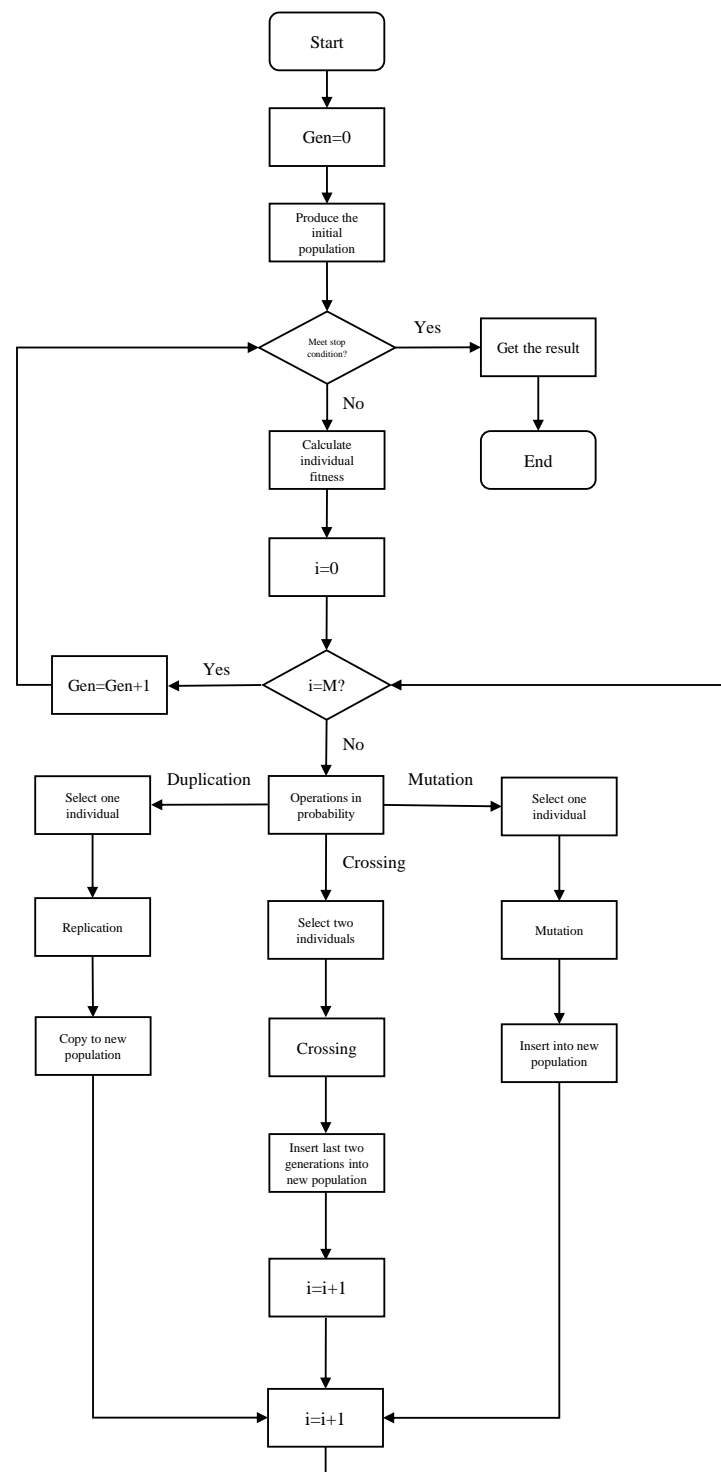 Start
Gen=0
Produce the
initial
population
Meet stop
condition?
Yes
Get the result
No
End
Calculate
individual
fitness
i=0
Gen=Gen+1
Yes
i=M?
No
Duplication
Operations in
probability
Mutation
Select one
individual
Select one
individual
Crossing
Replication
Select two
individuals
Mutation
Copy to new
population
Crossing
Insert into new
population
Insert last two
generations into
new population
i=i+1
i=i+1